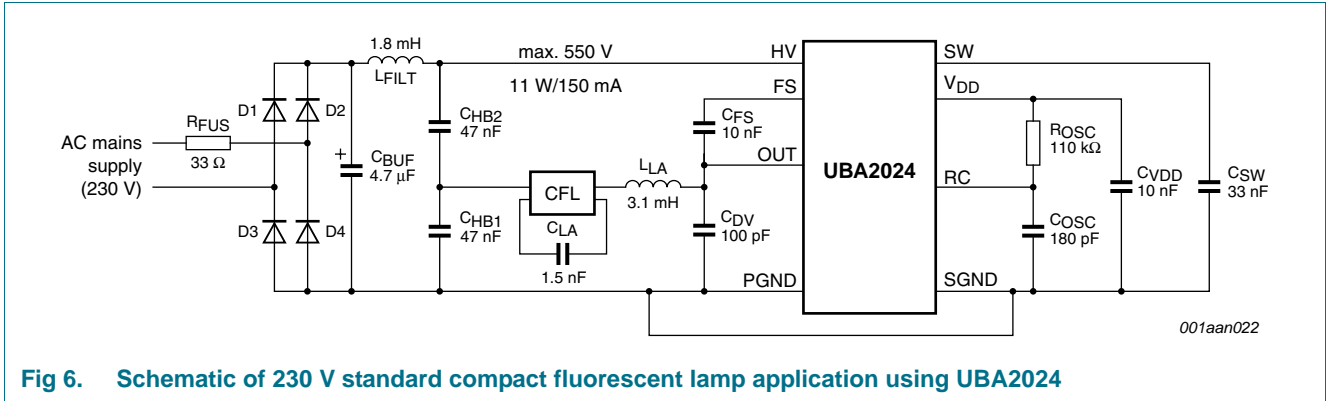 1.8 mH
LFILT
max. 550 V
11 W/150 mA
HV
FS
OUT
PGND
UBA2024
SW
VDD
RC
SGND
D1
D2
D3
D4
AC mains
supply
(230 V)
RFUS
33 Ω
CBUF
4.7 μF
+
CHB2
47 nF
CHB1
47 nF
CFL
CLA
1.5 nF
LLA
3.1 mH
CFS
10 nF
CDV
100 pF
ROSC
110 kΩ
COSC
180 pF
CVDD
10 nF
CSW
33 nF
001aan022
Fig 6. Schematic of 230 V standard compact fluorescent lamp application using UBA2024